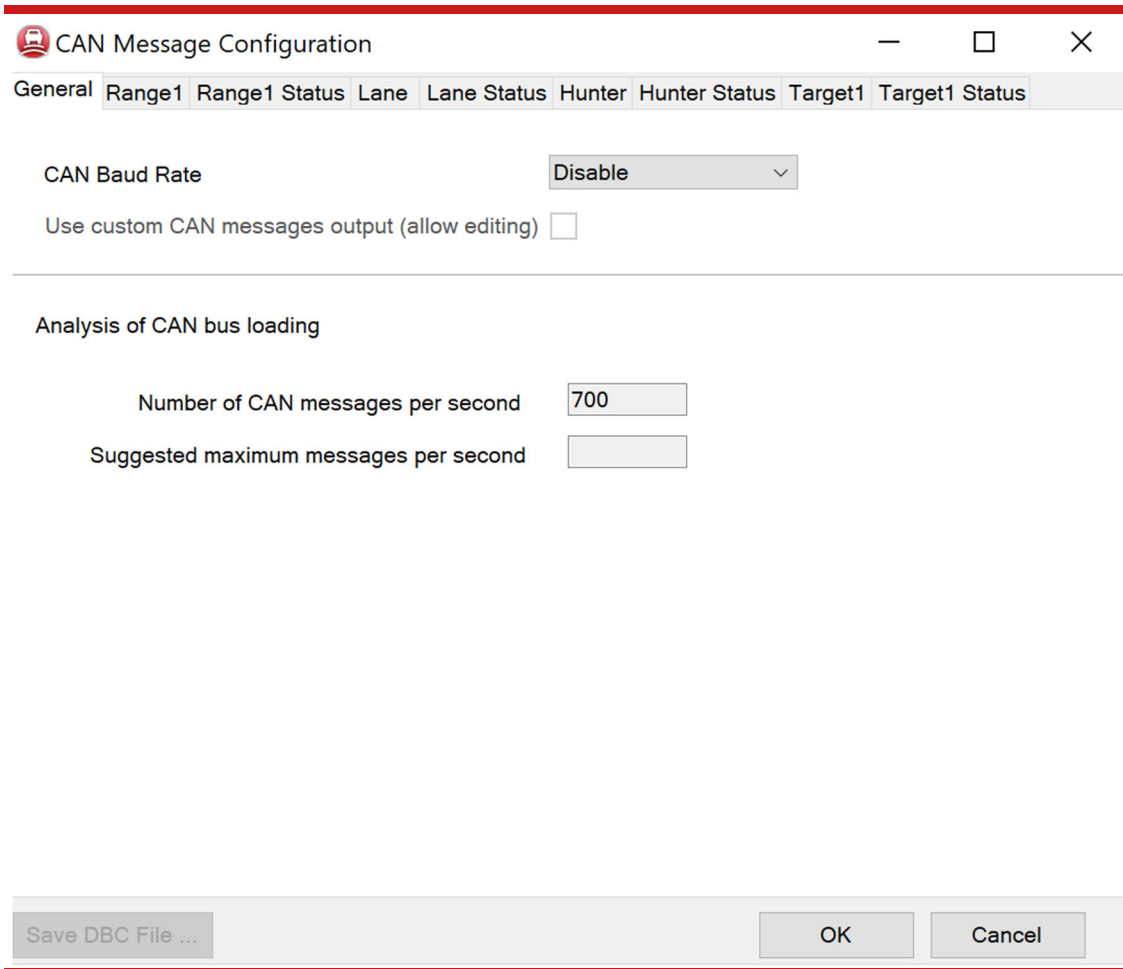 CAN Message Configuration
General Range1 Range1 Status Lane Lane Status Hunter Hunter Status Target1 Target1 Status
CAN Baud Rate Disable
Use custom CAN messages output (allow editing)
Analysis of CAN bus loading
Number of CAN messages per second 700
Suggested maximum messages per second
Save DBC File ... OK Cancel